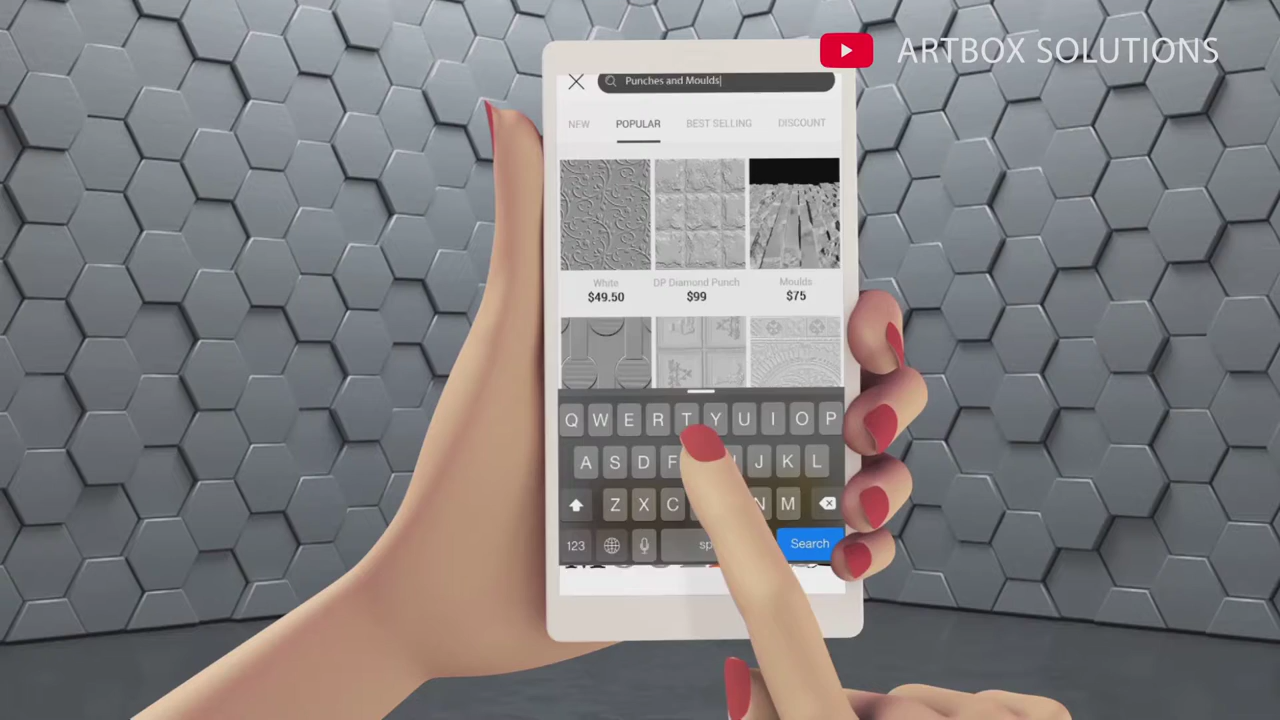 ARTBOX SOLUTIONS
Punches and Moulds
NEW POPULAR BEST SELLING DISCOUNT
White DP Diamond Punch Moulds
$49.50 $99 $75
Q W E R T Y U I O P
A S D F J K L
Z X C N M
123 sp Search